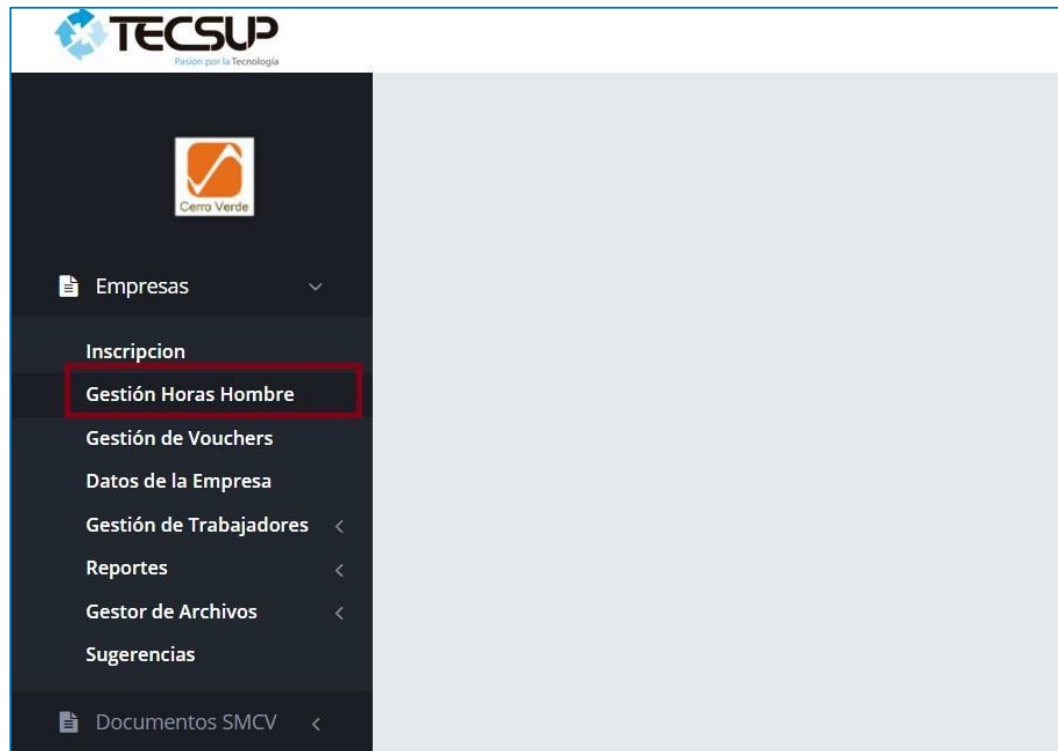 TECSUP
Pasión por la Tecnología
Cerro Verde
Empresas
Inscripcion
Gestión Horas Hombre
Gestión de Vouchers
Datos de la Empresa
Gestión de Trabajadores
Reportes
Gestor de Archivos
Sugerencias
Documentos SMCV